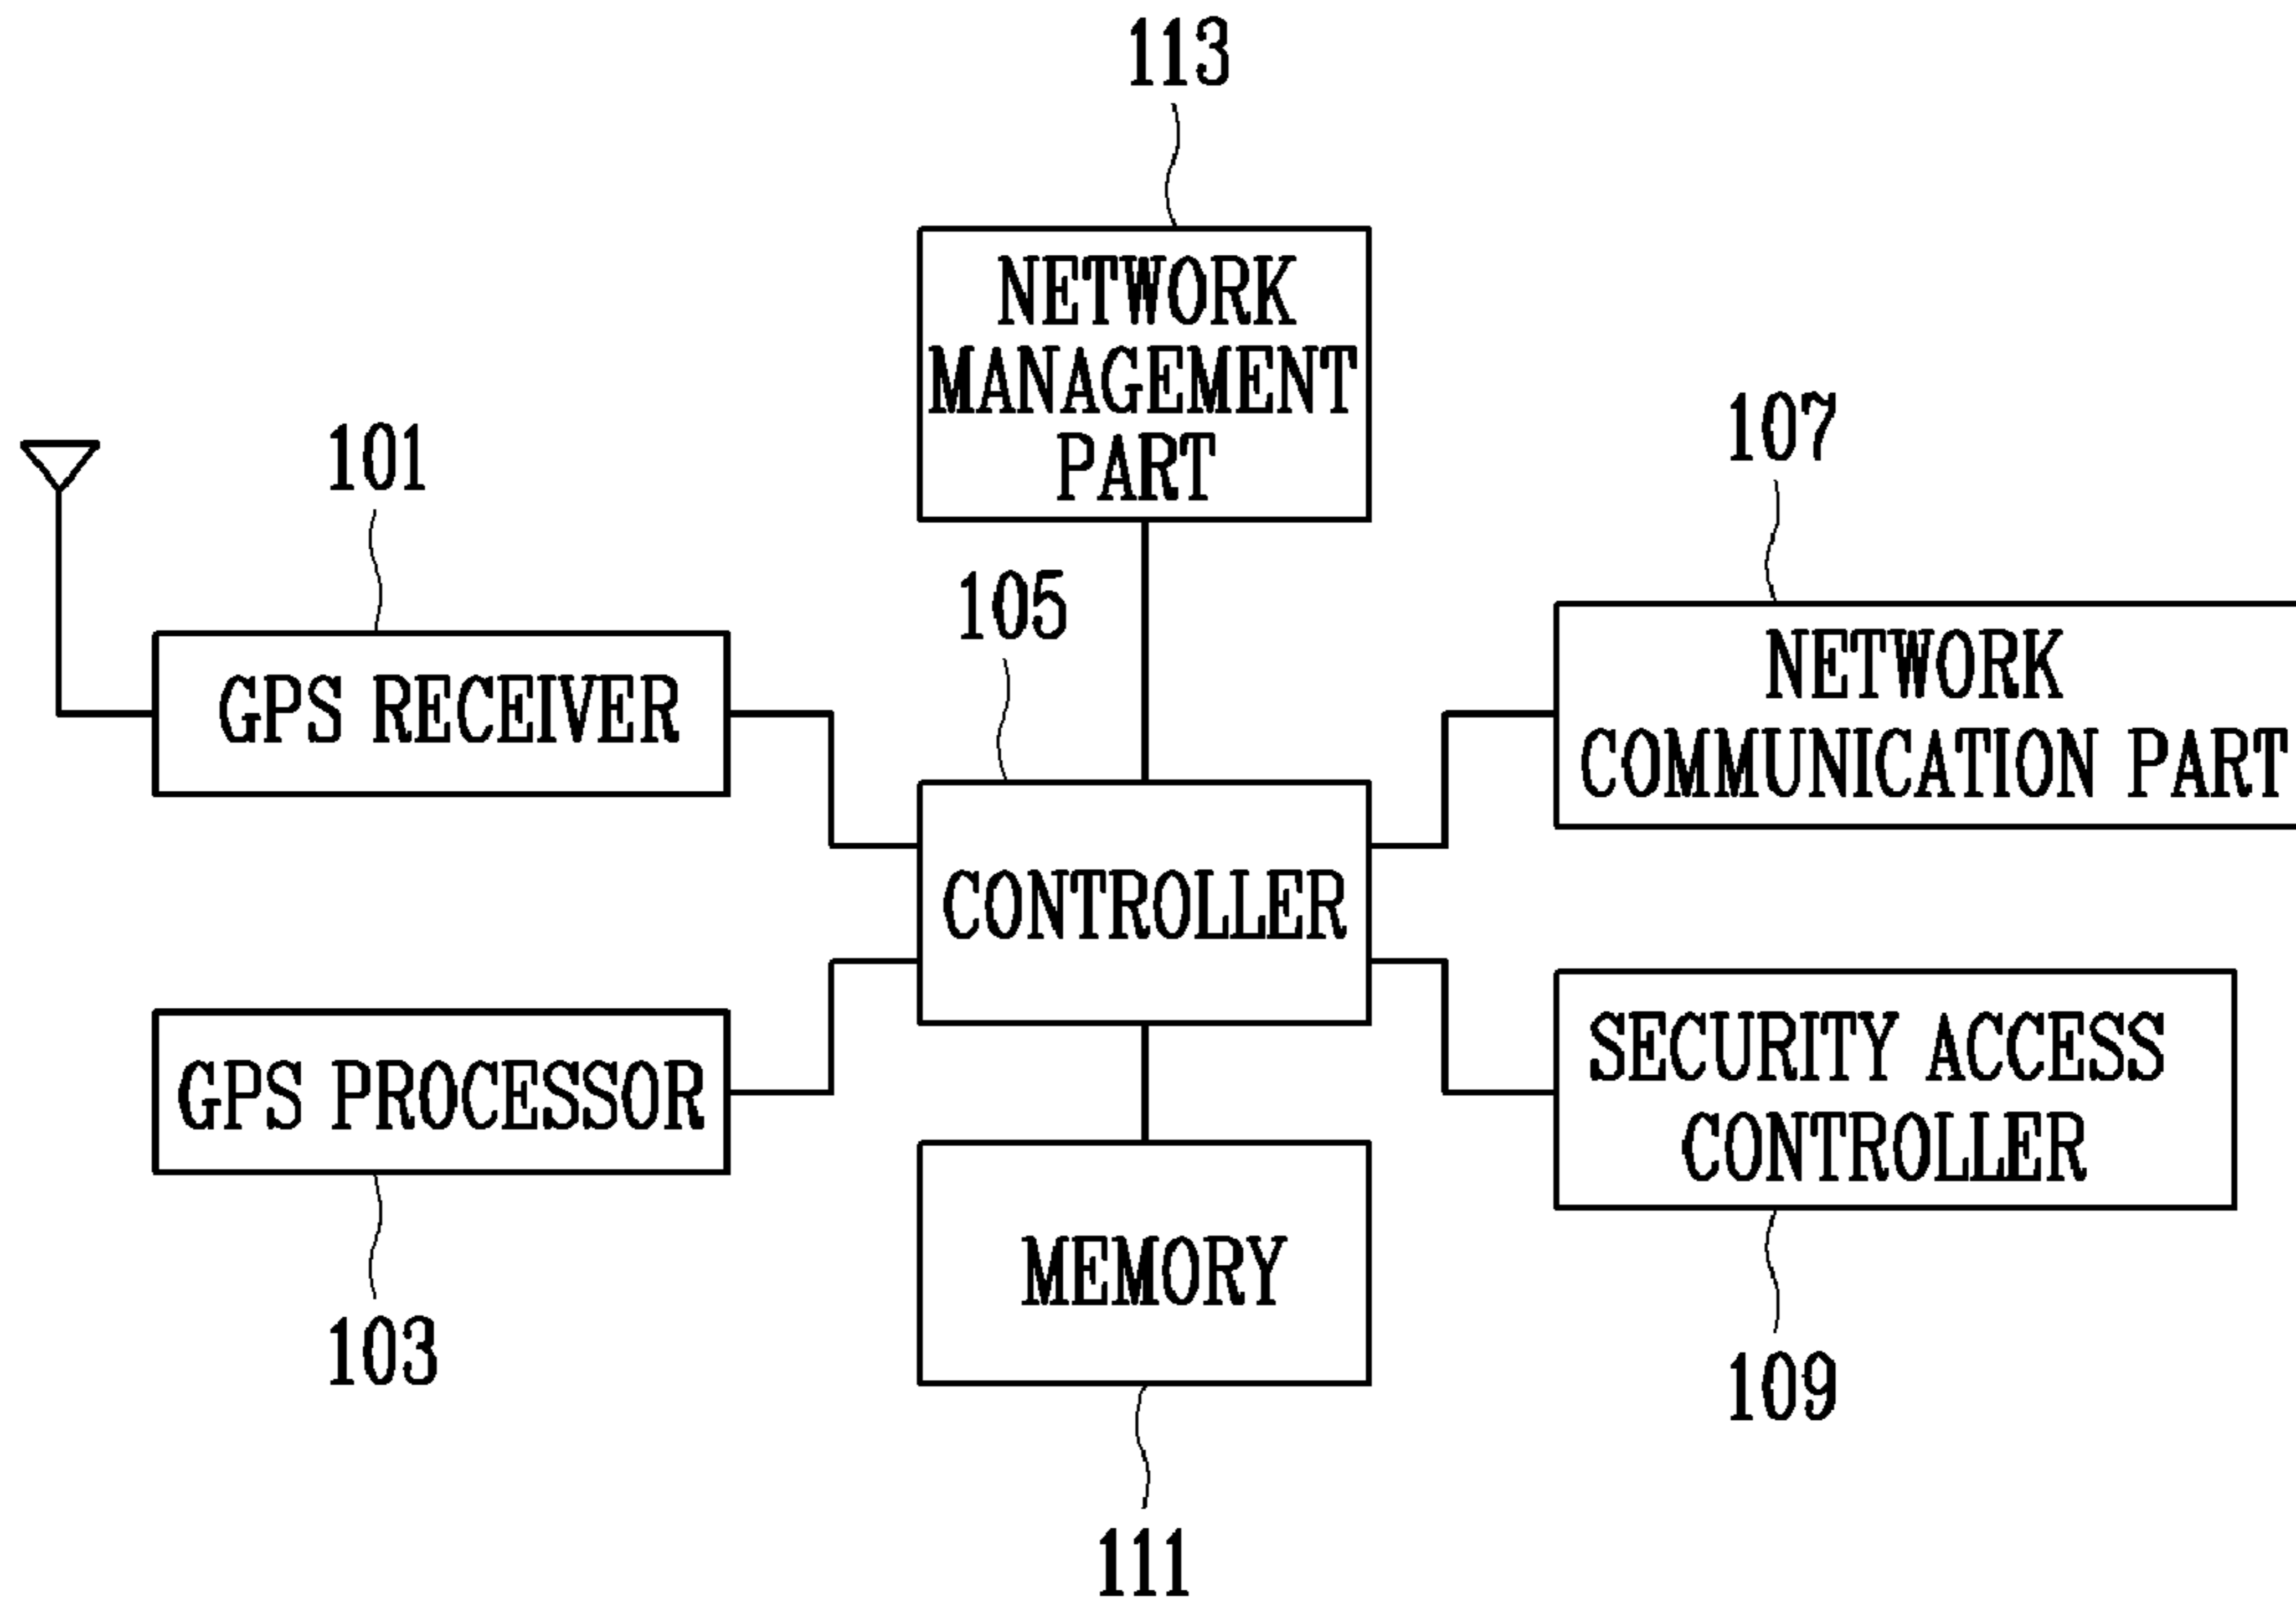 113
NETWORK
MANAGEMENT
PART
107
101
105
NETWORK
COMMUNICATION PART
GPS RECEIVER
CONTROLLER
SECURITY ACCESS
CONTROLLER
GPS PROCESSOR
MEMORY
103
109
111